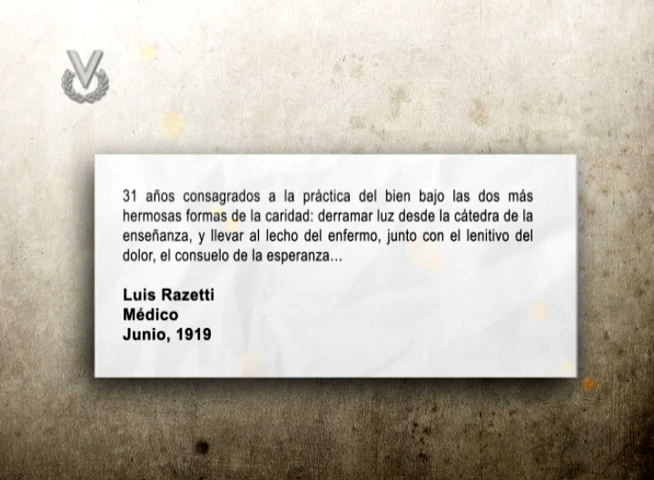 V
31 años consagrados a la práctica del bien bajo las dos más
hermosas formas de la caridad: derramar luz desde la cátedra de la
enseñanza, y llevar al lecho del enfermo, junto con el lenitivo del
dolor, el consuelo de la esperanza...
Luis Razetti
Médico
Junio, 1919